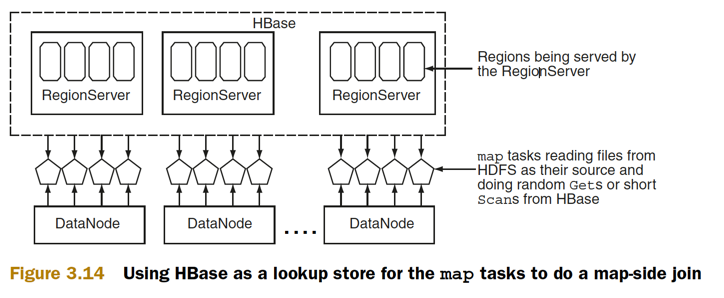 HBase
RegionServer
RegionServer
RegionServer
Regions being served by
the RegionServer
map tasks reading files from
HDFS as their source and
doing random Gets or short
Scans from HBase
DataNode
DataNode
....
DataNode
Figure 3.14 Using HBase as a lookup store for the map tasks to do a map-side join